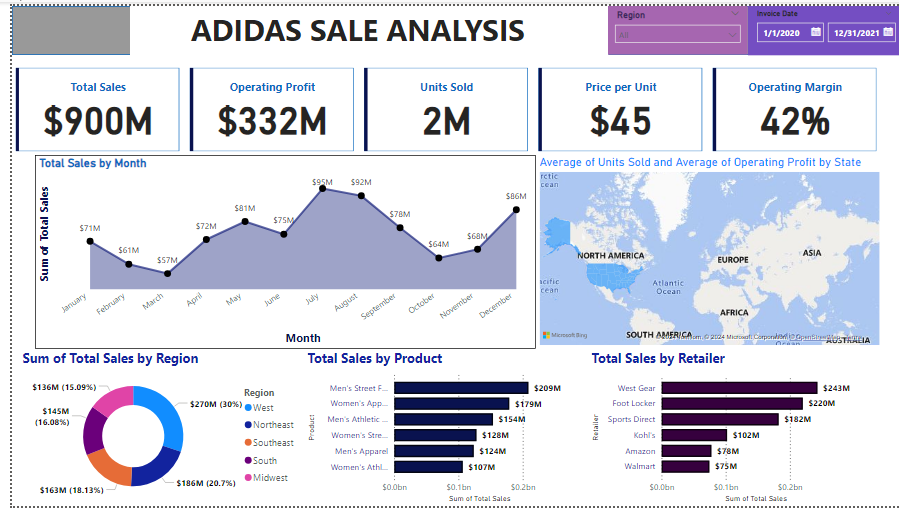 ADIDAS SALE ANALYSIS
Region
All
Invoice Date
1/1/2020
12/31/2021
Total Sales
$900M
Operating Profit
$332M
Units Sold
2M
Price per Unit
$45
Operating Margin
42%
Total Sales by Month
Sum of Total Sales
$71M
$61M
$57M
$72M
$81M
$75M
$95M
$92M
$78M
$64M
$68M
$86M
January
February
March
April
May
June
July
August
September
October
November
December
Month
Average of Units Sold and Average of Operating Profit by State
rctic
cean
NORTH AMERICA
EUROPE
ASIA
acific
cean
Atlantic
Ocean
AFRICA
SOUTH AMERICA
Indian
Ocean
AUSTRALIA
Microsoft Bing
© 2024 Microsoft Corporation
© OpenStreetMap
Sum of Total Sales by Region
$136M (15.09%)
$145M
(16.08%)
$163M (18.13%)
$186M (20.7%)
$270M (30%)
Region
West
Northeast
Southeast
South
Midwest
Total Sales by Product
Product
Men's Street F... $209M
Women's App... $179M
Men's Athletic ... $154M
Women's Stre... $128M
Men's Apparel $124M
Women's Athl... $107M
$0.0bn $0.1bn $0.2bn
Sum of Total Sales
Total Sales by Retailer
Retailer
West Gear $243M
Foot Locker $220M
Sports Direct $182M
Kohl's $102M
Amazon $78M
Walmart $75M
$0.0bn $0.1bn $0.2bn
Sum of Total Sales